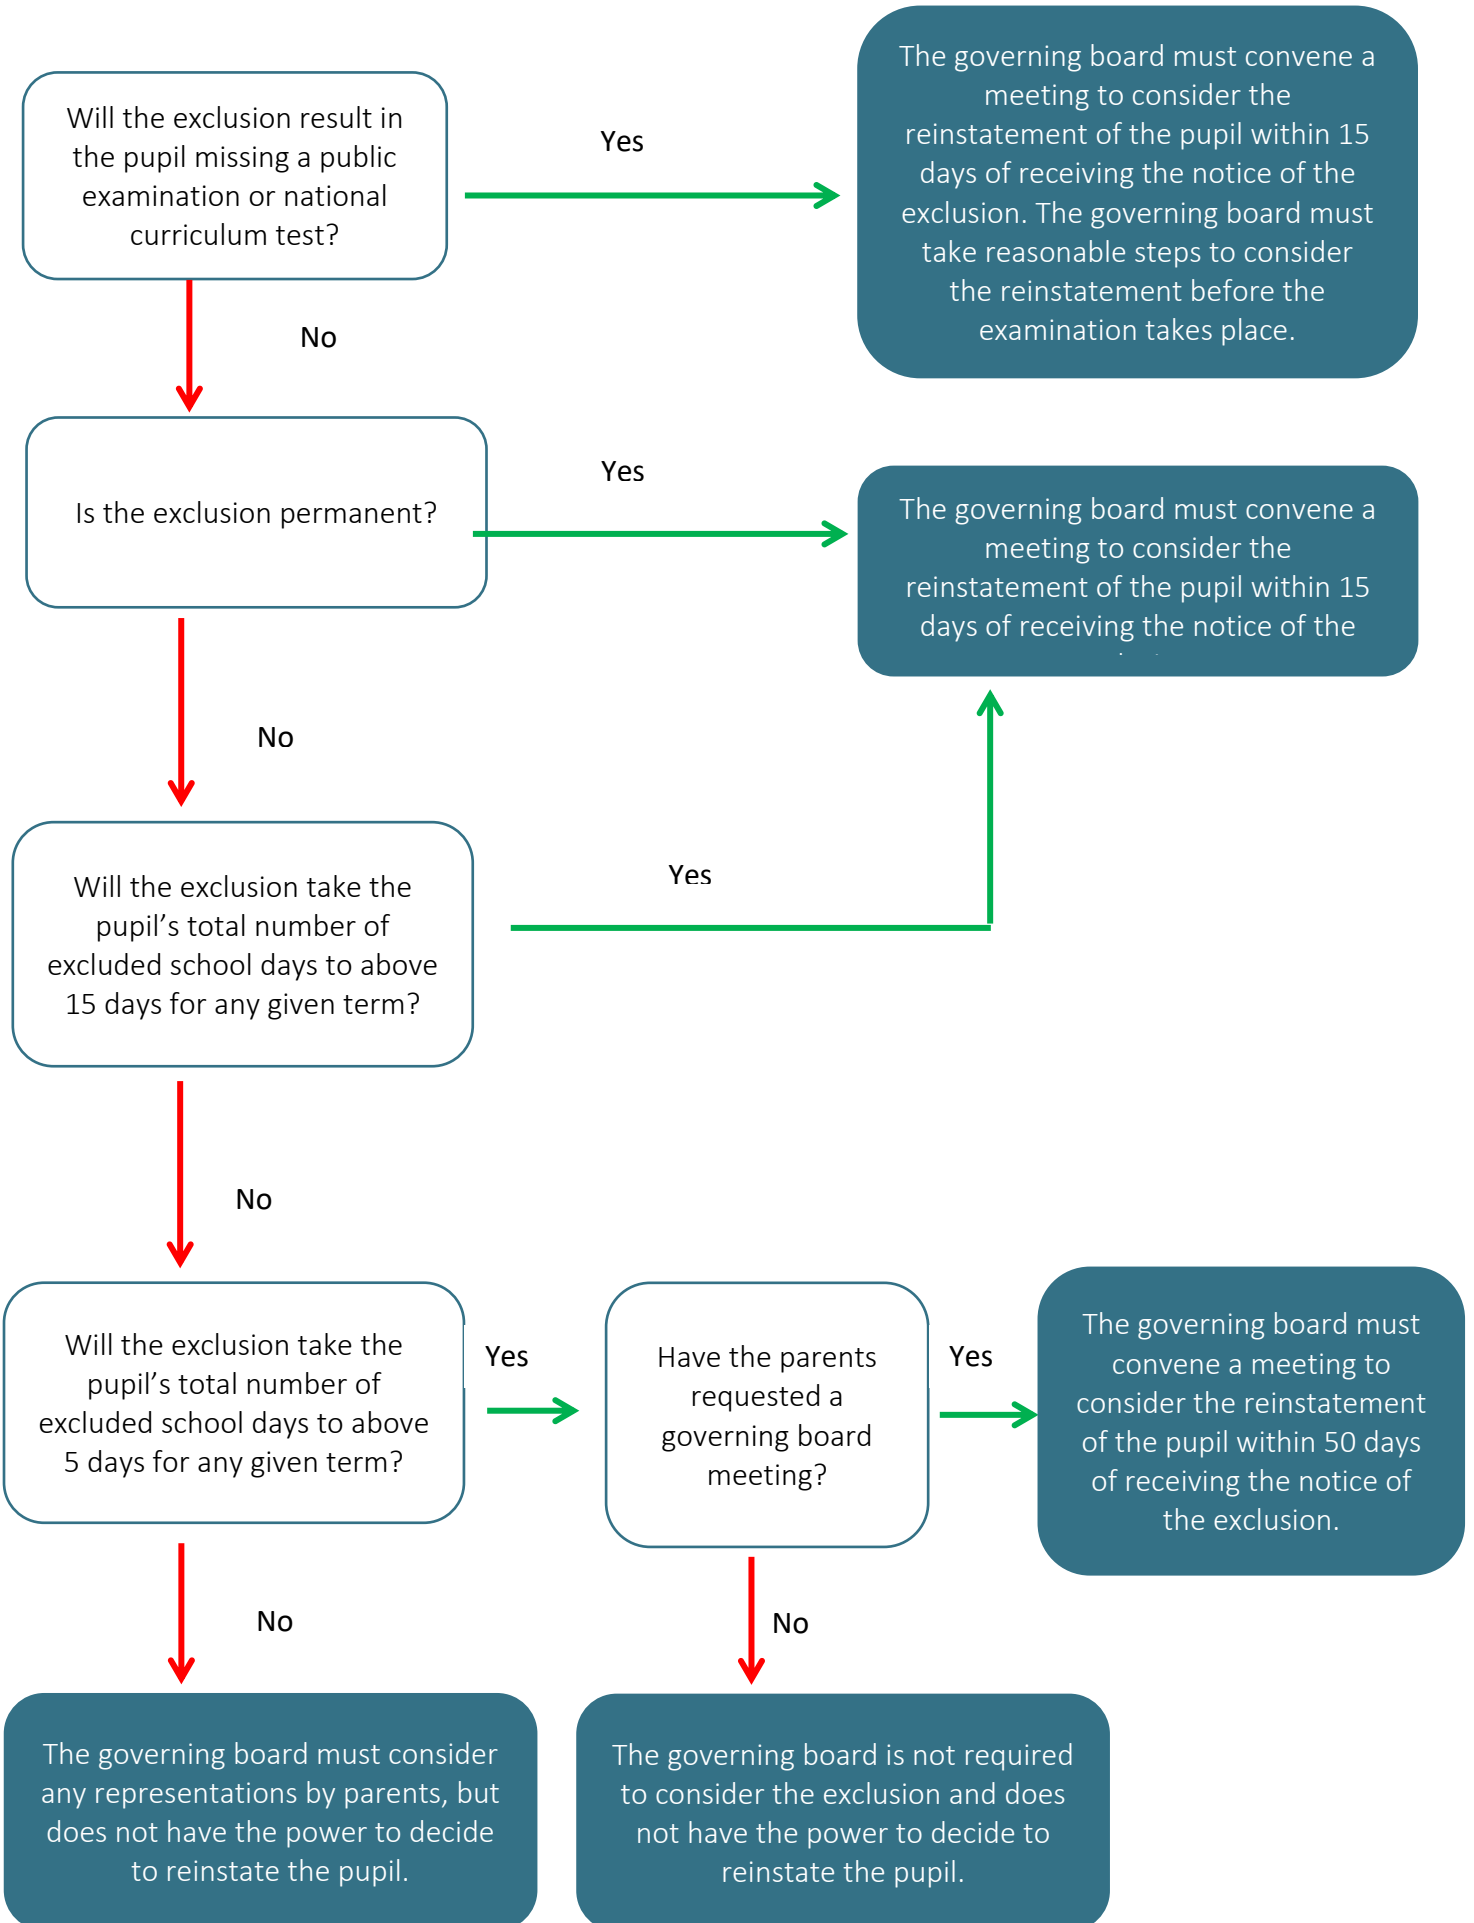 Will the exclusion result in
the pupil missing a public
examination or national
curriculum test?
Yes
The governing board must convene a
meeting to consider the
reinstatement of the pupil within 15
days of receiving the notice of the
exclusion. The governing board must
take reasonable steps to consider
the reinstatement before the
examination takes place.
No
Is the exclusion permanent?
Yes
The governing board must convene a
meeting to consider the
reinstatement of the pupil within 15
days of receiving the notice of the
No
Will the exclusion take the
pupil’s total number of
excluded school days to above
15 days for any given term?
Yes
No
Will the exclusion take the
pupil’s total number of
excluded school days to above
5 days for any given term?
Yes
Have the parents
requested a
governing board
meeting?
Yes
The governing board must
convene a meeting to
consider the reinstatement
of the pupil within 50 days
of receiving the notice of
the exclusion.
No
No
The governing board must consider
any representations by parents, but
does not have the power to decide
to reinstate the pupil.
The governing board is not required
to consider the exclusion and does
not have the power to decide to
reinstate the pupil.